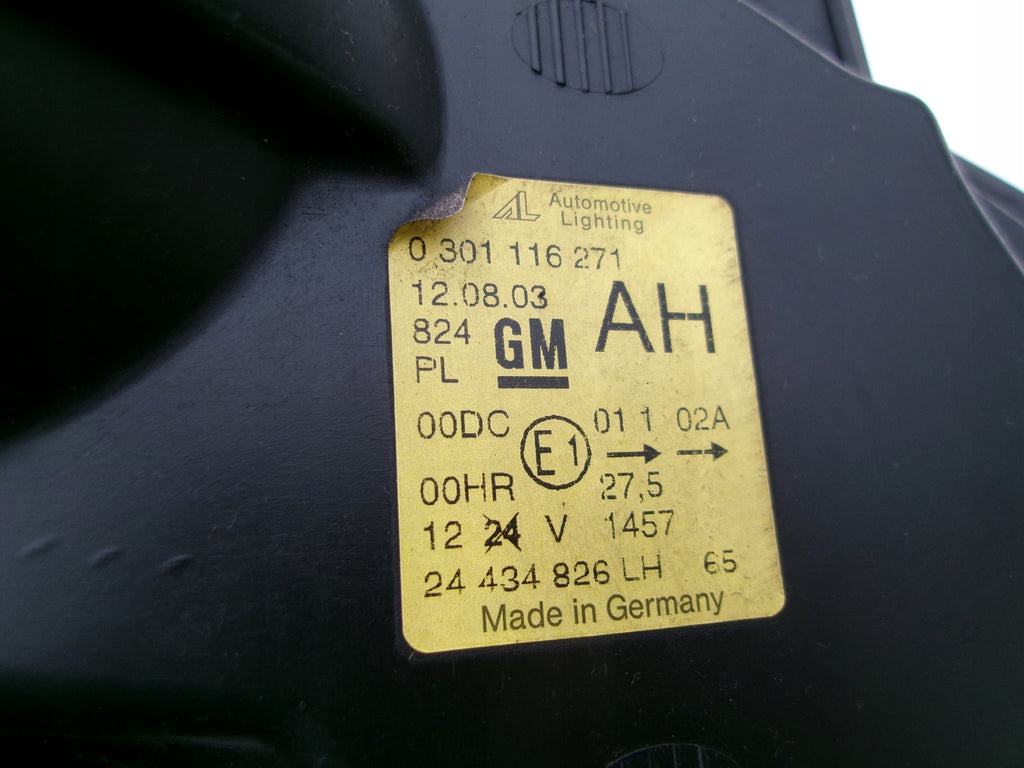 AL Automotive
Lighting
0 301 116 271
12.08.03 AH
824 GM
PL
00DC E1 01 1 02A
00HR → → 27,5
12 24 V 1457
24 434 826 LH 65
Made in Germany